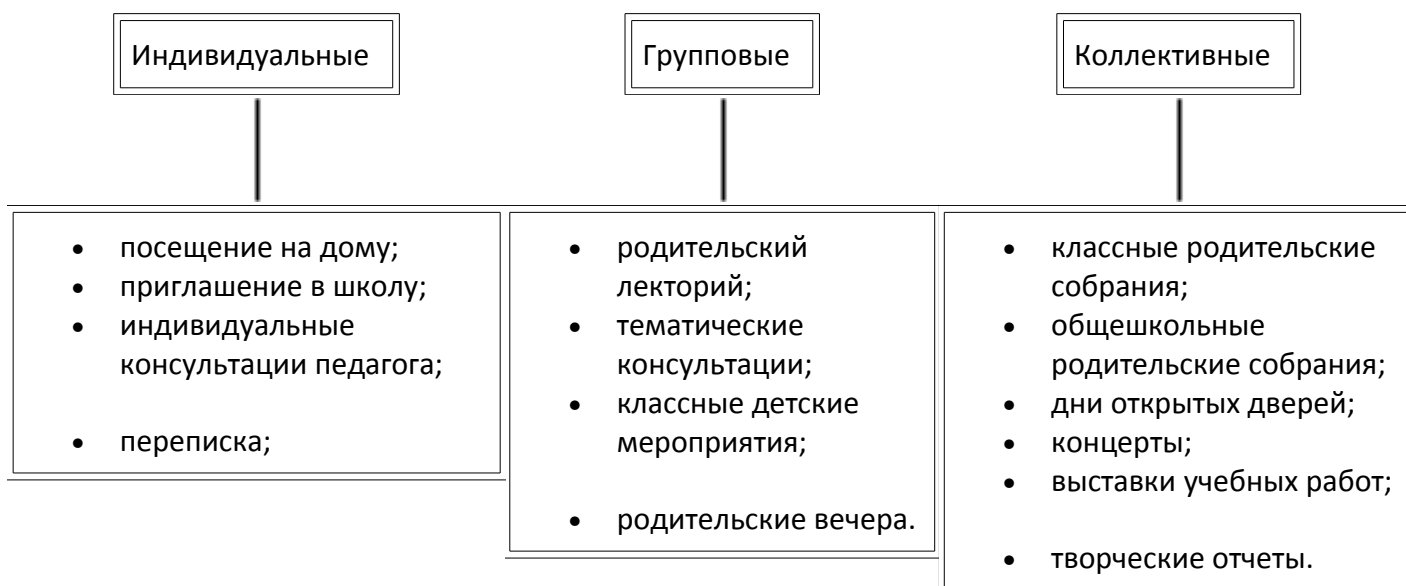 Индивидуальные
Групповые
Коллективные
• посещение на дому;
• приглашение в школу;
• индивидуальные
консультации педагога;
• переписка;
• родительский
лекторий;
• тематические
консультации;
• классные детские
мероприятия;
• родительские вечера.
• классные родительские
собрания;
• общешкольные
родительские собрания;
• дни открытых дверей;
• концерты;
• выставки учебных работ;
• творческие отчеты.